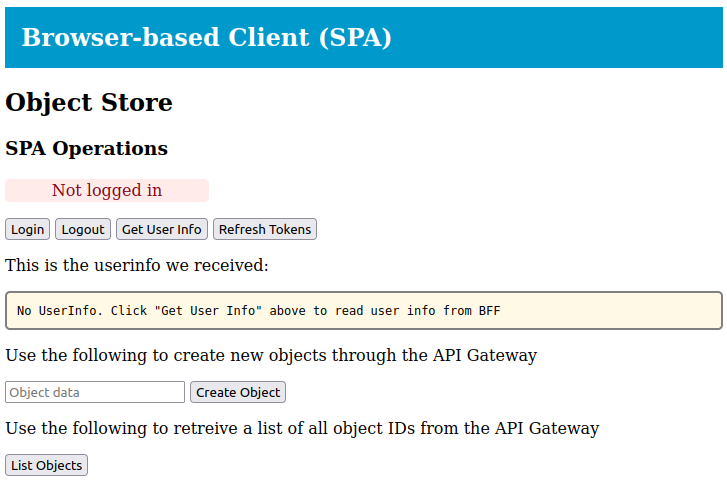 Browser-based Client (SPA)
Object Store
SPA Operations
Not logged in
Login Logout Get User Info Refresh Tokens
This is the userinfo we received:
No UserInfo. Click "Get User Info" above to read user info from BFF
Use the following to create new objects through the API Gateway
Object data Create Object
Use the following to retreive a list of all object IDs from the API Gateway
List Objects